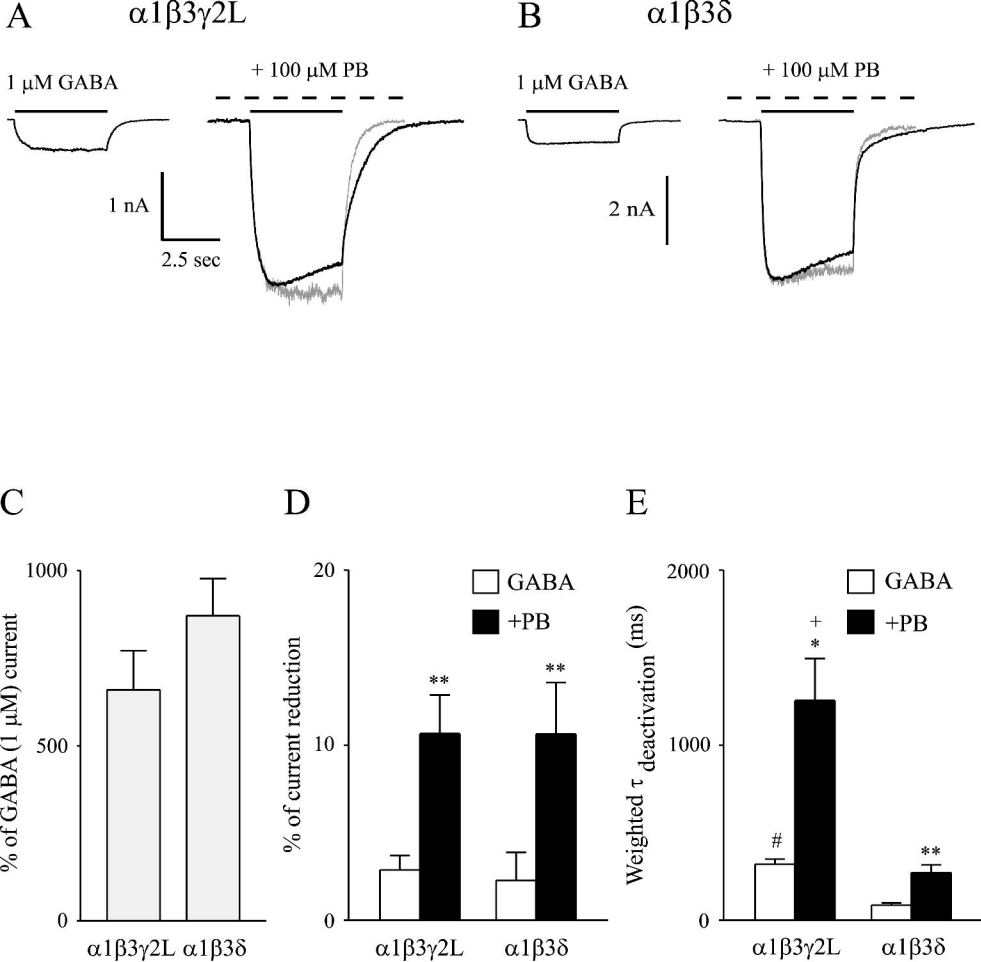 A α1β3γ2L
B α1β3δ
1 μM GABA
+ 100 μM PB
1 nA
2.5 sec
1 μM GABA
+ 100 μM PB
2 nA
C
% of GABA (1 μM) current
1000
500
0
α1β3γ2L α1β3δ
D
% of current reduction
20
10
0
GABA
+PB
**
**
α1β3γ2L α1β3δ
E
Weighted τ deactivation (ms)
2000
1000
0
GABA
+PB
+
*
#
**
α1β3γ2L α1β3δ